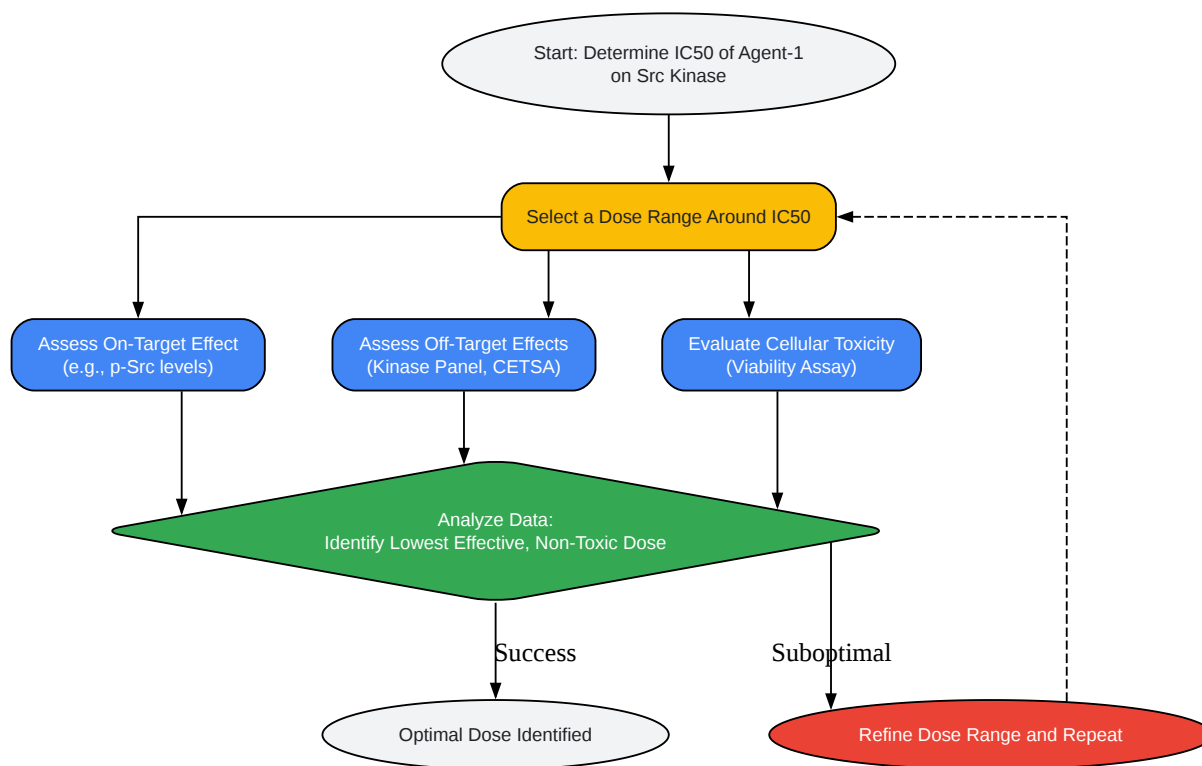 Start: Determine IC50 of Agent-1
on Src Kinase
Select a Dose Range Around IC50
Assess On-Target Effect
(e.g., p-Src levels)
Assess Off-Target Effects
(Kinase Panel, CETSA)
Evaluate Cellular Toxicity
(Viability Assay)
Analyze Data:
Identify Lowest Effective, Non-Toxic Dose
Success
Suboptimal
Optimal Dose Identified
Refine Dose Range and Repeat